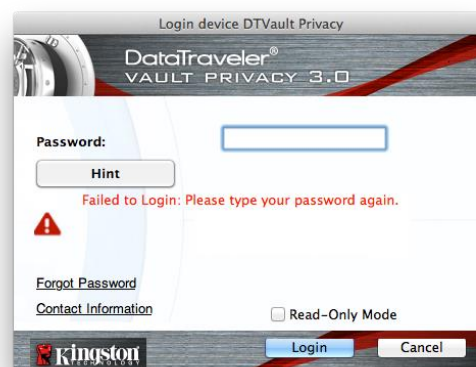 Login device DTVault Privacy
DataTraveler®
VAULT PRIVACY 3.0
Password:
Hint
Failed to Login: Please type your password again.
Forgot Password
Contact Information
Read-Only Mode
Kingston
TECHNOLOGY
Login
Cancel